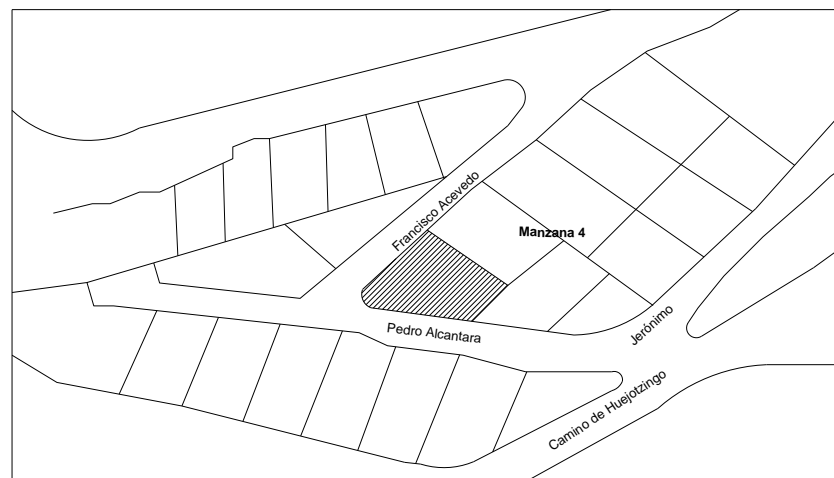 Francisco Acevedo
Manzana 4
Pedro Alcantara
Jerónimo
Camino de Huejotzingo